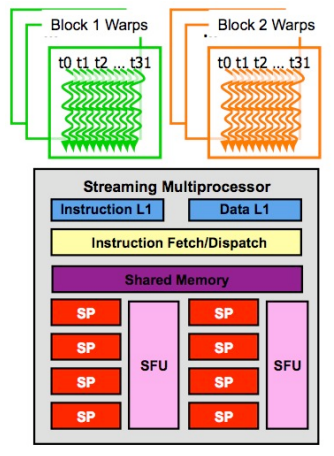 Block 1 Warps Block 2 Warps
...
t0 t1 t2 ... t31 t0 t1 t2 ... t31
Streaming Multiprocessor
Instruction L1 Data L1
Instruction Fetch/Dispatch
Shared Memory
SP SP
SP SP
SFU SFU
SP SP
SP SP